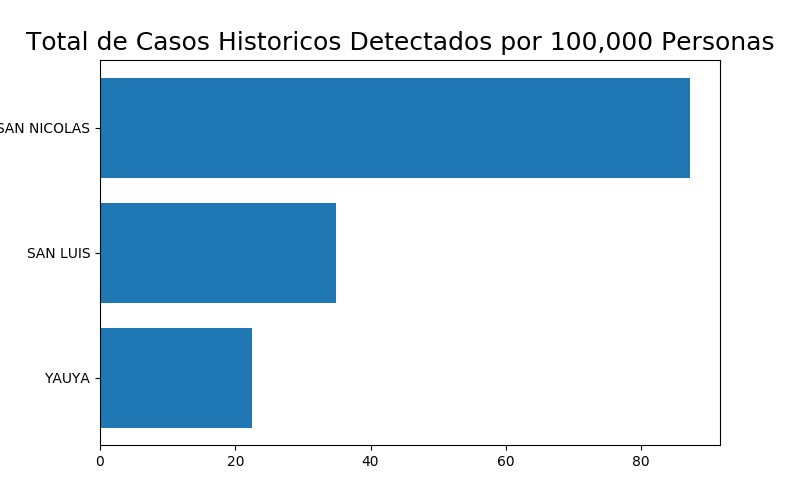 Total de Casos Historicos Detectados por 100,000 Personas
SAN NICOLAS
SAN LUIS
YAUYA
0 20 40 60 80